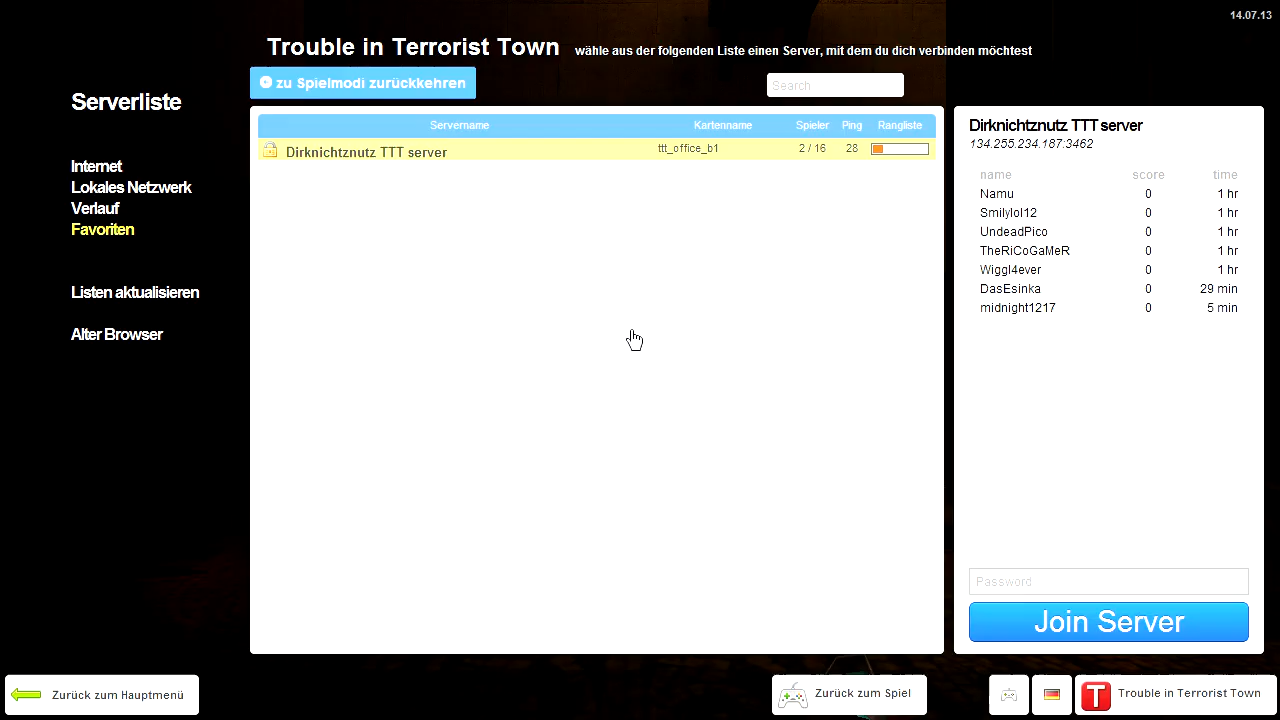 14.07.13
Trouble in Terrorist Town wähle aus der folgenden Liste einen Server, mit dem du dich verbinden möchtest
zu Spielmodi zurückkehren
Search
Serverliste
Internet
Lokales Netzwerk
Verlauf
Favoriten
Listen aktualisieren
Alter Browser
Servername Kartenname Spieler Ping Rangliste
Dirknichtznutz TTT server ttt_office_b1 2 / 16 28
Dirknichtznutz TTT server
134.255.234.187:3462
name score time
Namu 0 1 hr
Smilylol12 0 1 hr
UndeadPico 0 1 hr
TheRiCoGaMeR 0 1 hr
Wiggl4ever 0 1 hr
DasEsinka 0 29 min
midnight1217 0 5 min
Password
Join Server
Zurück zum Hauptmenü
Zurück zum Spiel
T Trouble in Terrorist Town